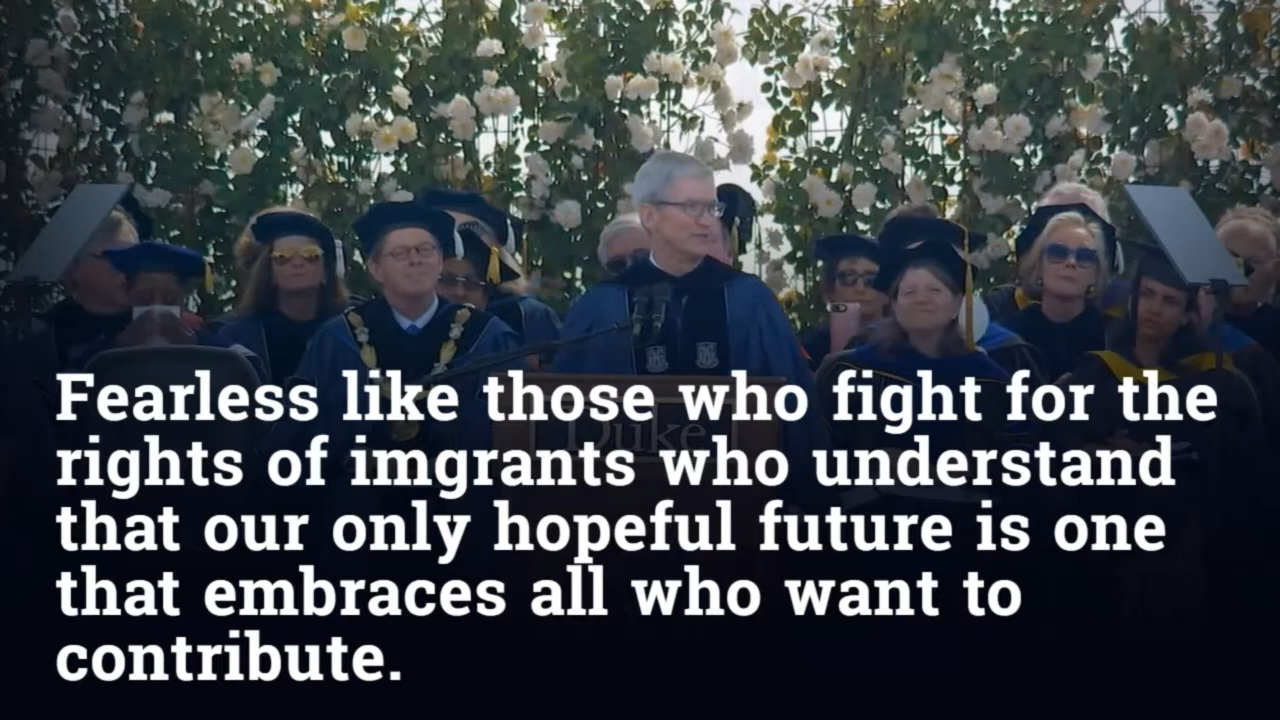 Duke
Fearless like those who fight for the
rights of imgrants who understand
that our only hopeful future is one
that embraces all who want to
contribute.